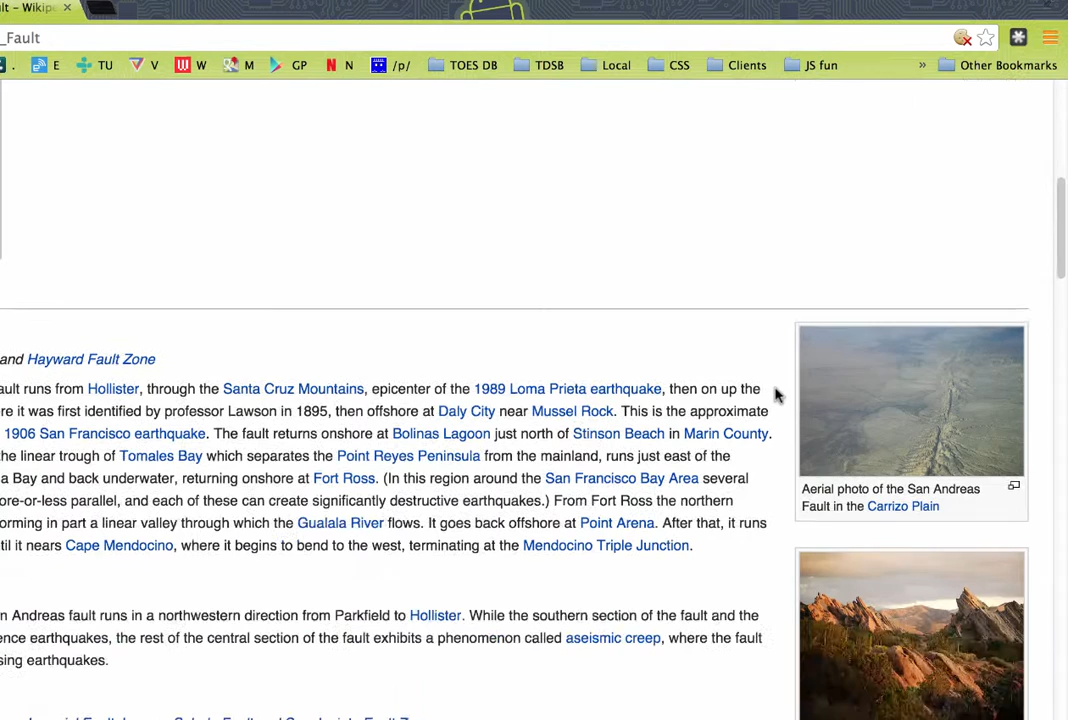 ult – Wikipe ×
_Fault
. E TU V W M GP N /p/ TOES DB TDSB Local CSS Clients JS fun » Other Bookmarks
and Hayward Fault Zone
ault runs from Hollister, through the Santa Cruz Mountains, epicenter of the 1989 Loma Prieta earthquake, then on up the
re it was first identified by professor Lawson in 1895, then offshore at Daly City near Mussel Rock. This is the approximate
1906 San Francisco earthquake. The fault returns onshore at Bolinas Lagoon just north of Stinson Beach in Marin County.
the linear trough of Tomales Bay which separates the Point Reyes Peninsula from the mainland, runs just east of the
a Bay and back underwater, returning onshore at Fort Ross. (In this region around the San Francisco Bay Area several
ore-or-less parallel, and each of these can create significantly destructive earthquakes.) From Fort Ross the northern
orming in part a linear valley through which the Gualala River flows. It goes back offshore at Point Arena. After that, it runs
til it nears Cape Mendocino, where it begins to bend to the west, terminating at the Mendocino Triple Junction.
Aerial photo of the San Andreas
Fault in the Carrizo Plain
n Andreas fault runs in a northwestern direction from Parkfield to Hollister. While the southern section of the fault and the
ence earthquakes, the rest of the central section of the fault exhibits a phenomenon called aseismic creep, where the fault
sing earthquakes.